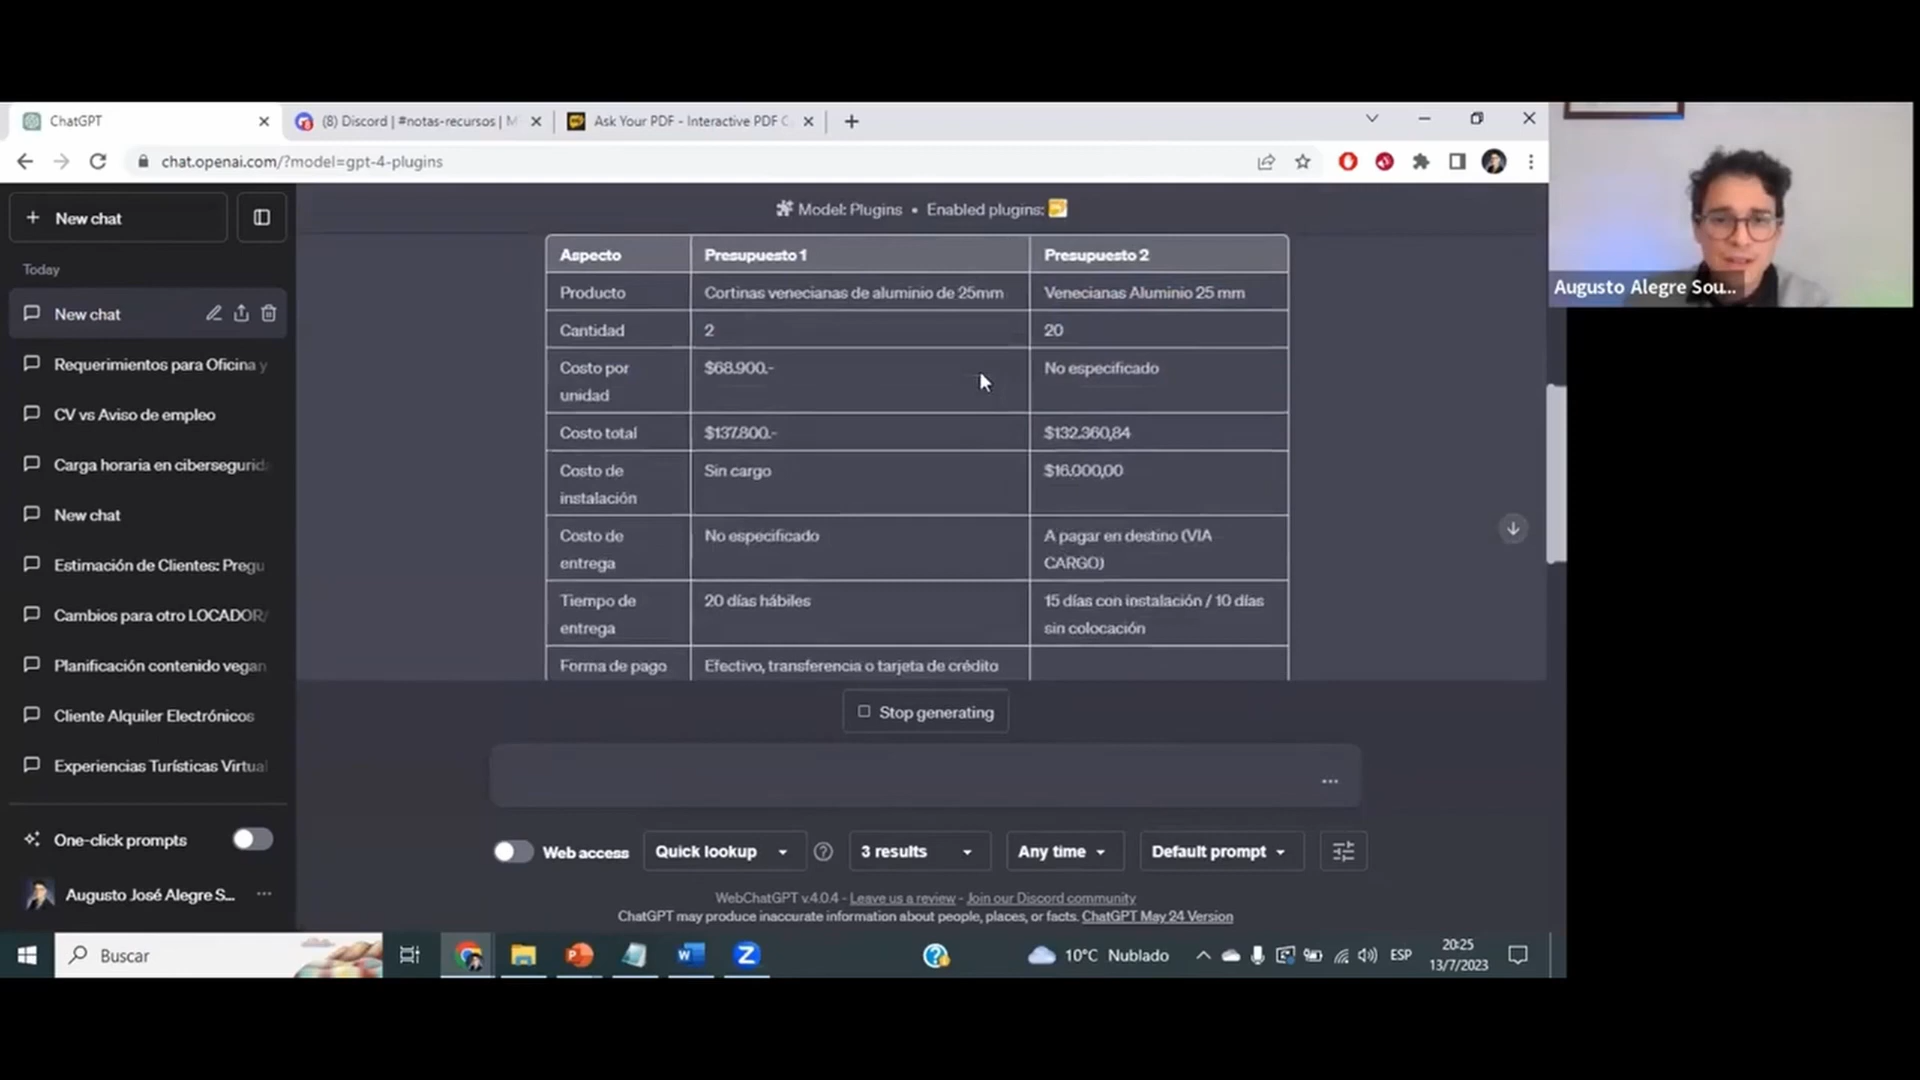 ChatGPT
(8) Discord | #notas-recursos | M
Ask Your PDF - Interactive PDF C
chat.openai.com/?model=gpt-4-plugins
New chat
Today
New chat
Requerimientos para Oficina y
CV vs Aviso de empleo
Carga horaria en cibersegurida
New chat
Estimación de Clientes: Pregu
Cambios para otro LOCADOR/
Planificación contenido vegan
Cliente Alquiler Electrónicos
Experiencias Turísticas Virtual
One-click prompts
Augusto José Alegre S...
Model: Plugins • Enabled plugins:
Aspecto Presupuesto 1 Presupuesto 2
Producto Cortinas venecianas de aluminio de 25mm Venecianas Aluminio 25 mm
Cantidad 2 20
Costo por $68.900.- No especificado
unidad
Costo total $137.800.- $132.360,84
Costo de Sin cargo $16.000,00
instalación
Costo de No especificado A pagar en destino (VIA
entrega CARGO)
Tiempo de 20 días hábiles 15 días con instalación / 10 días
entrega sin colocación
Forma de pago Efectivo, transferencia o tarjeta de crédito
Stop generating
Web access Quick lookup 3 results Any time Default prompt
WebChatGPT v.4.0.4 - Leave us a review - Join our Discord community
ChatGPT may produce inaccurate information about people, places, or facts. ChatGPT May 24 Version
Augusto Alegre Sou...
Buscar
10°C Nublado
ESP
20:25
13/7/2023